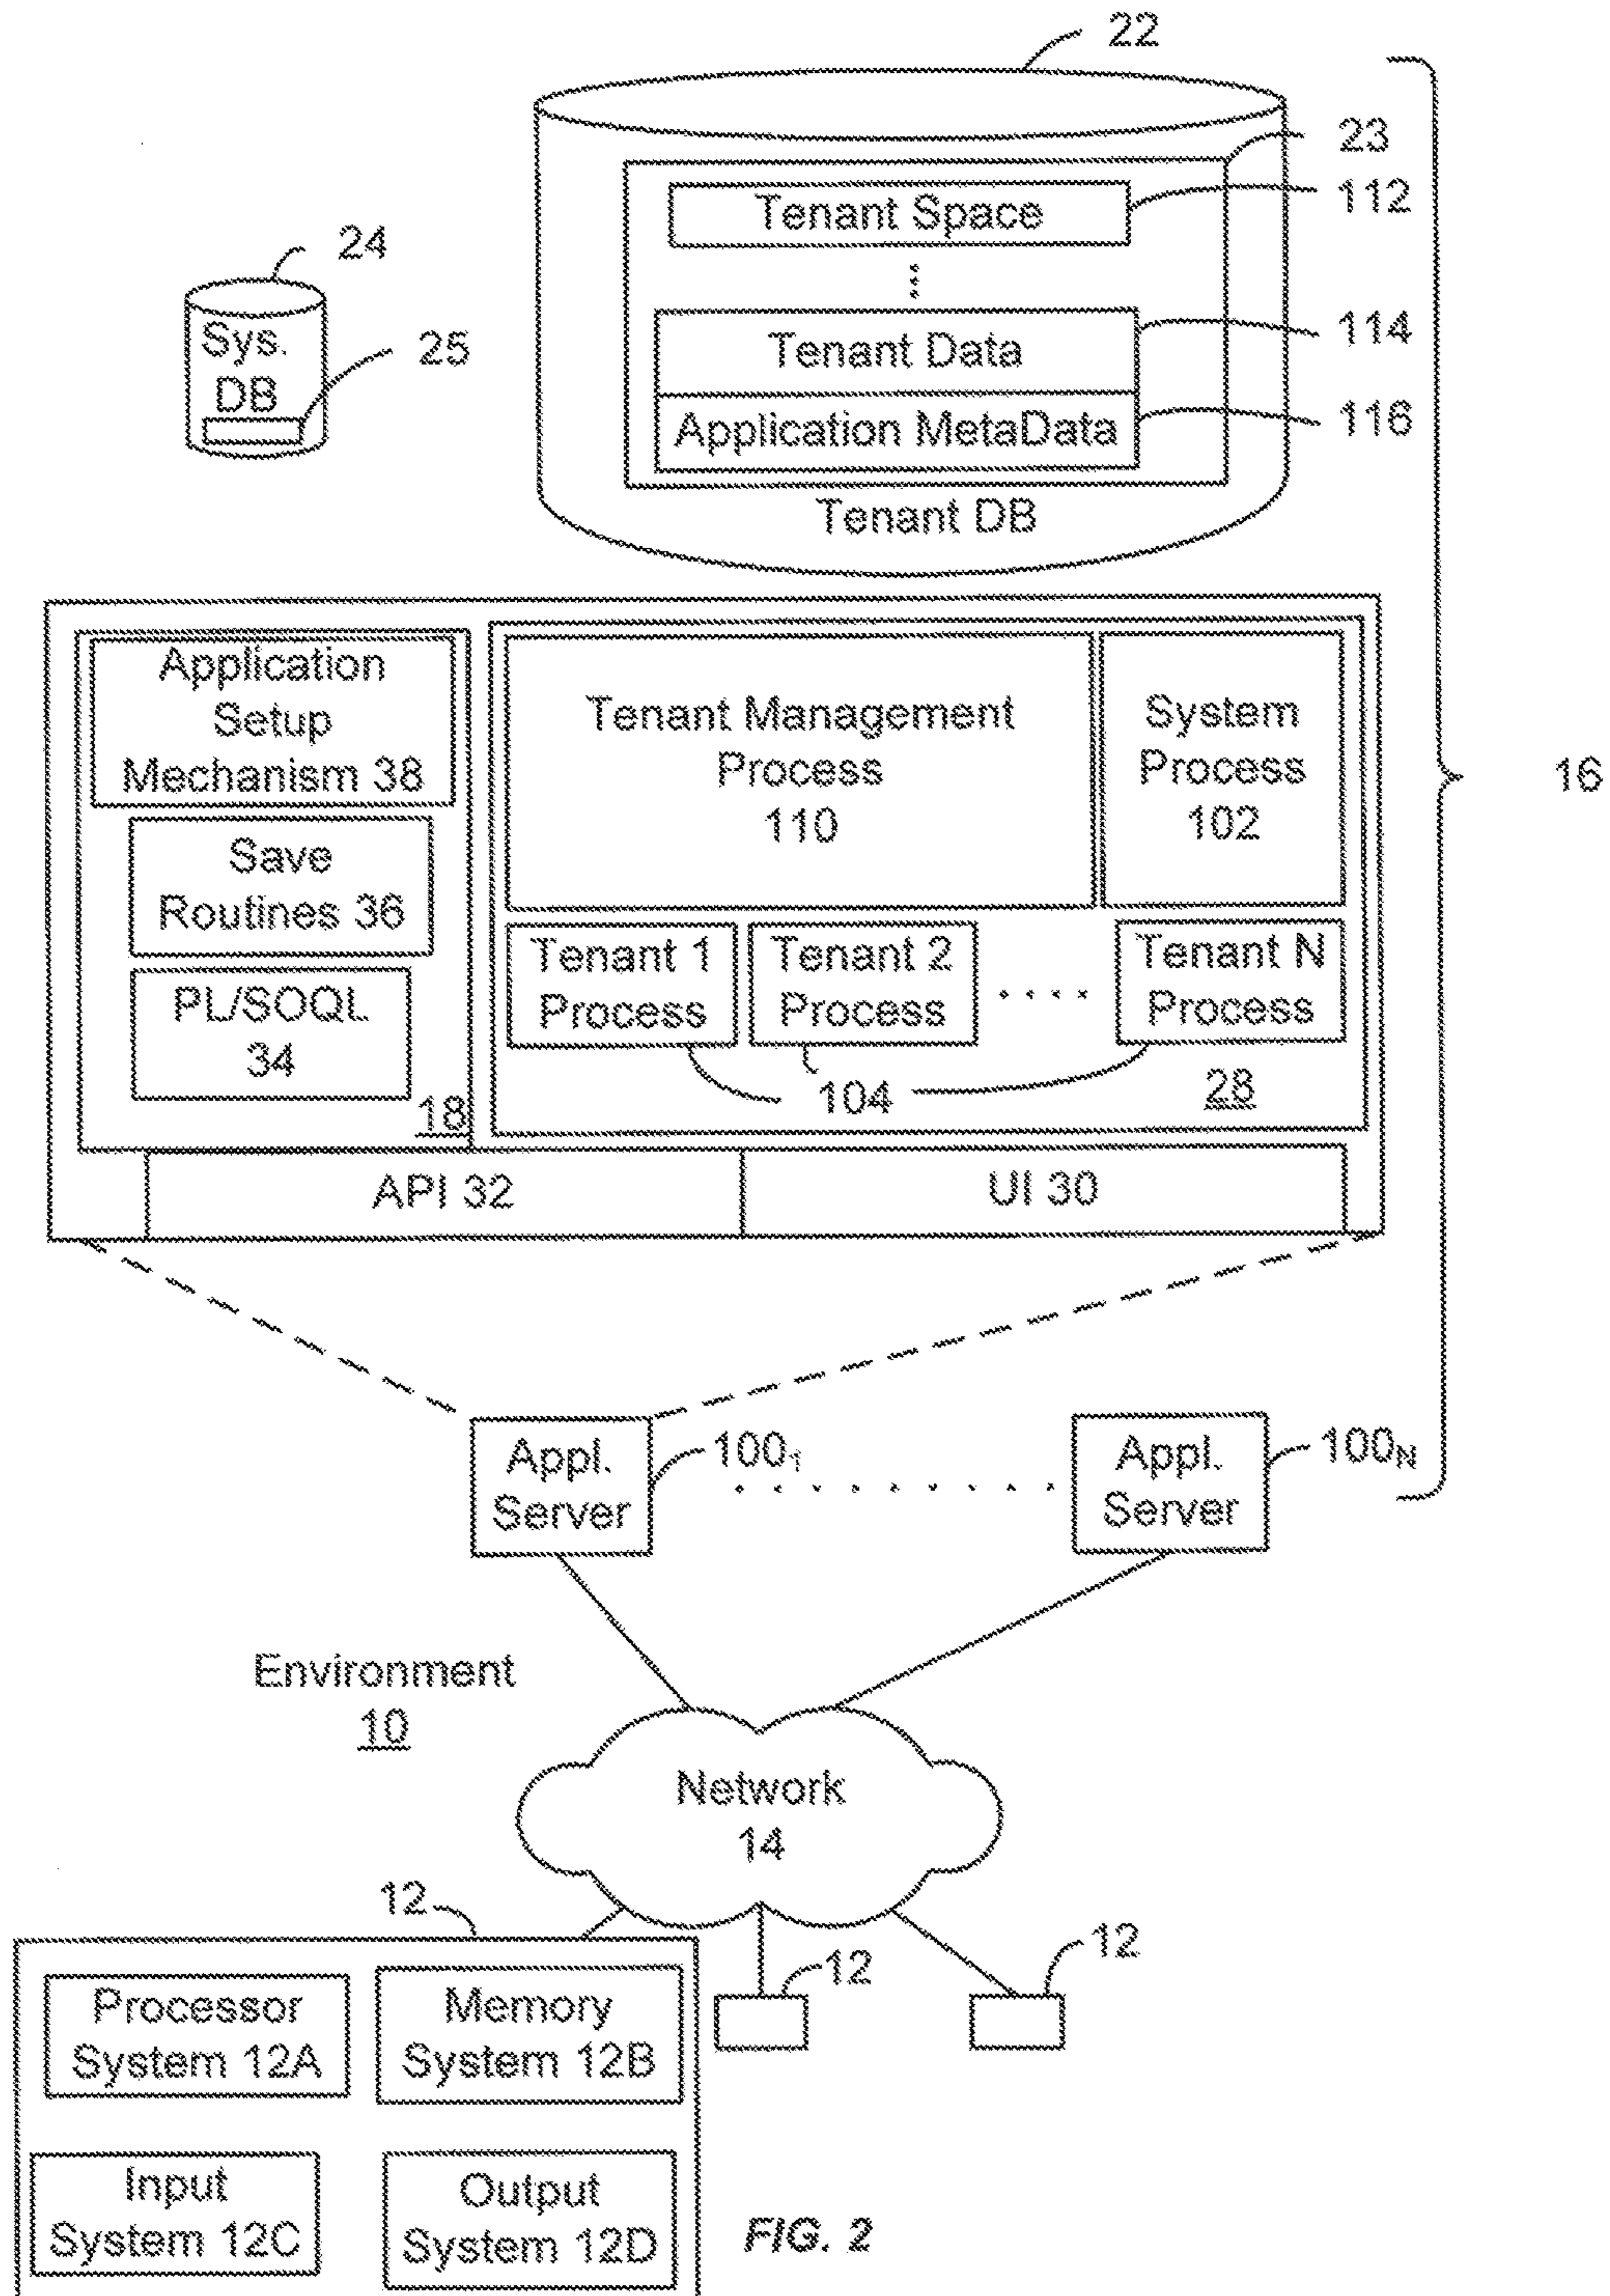 22
23
Tenant Space
112
24
Sys.
DB
25
Tenant Data
114
Application MetaData
116
Tenant DB
16
Application
Setup
Mechanism 38
Save
Routines 36
PL/SOQL
34
18
Tenant Management
Process
110
System
Process
102
Tenant 1
Process
Tenant 2
Process
Tenant N
Process
104
28
API 32
UI 30
Appl.
Server
100₁
Appl.
Server
100N
Environment
10
Network
14
12
12
12
Processor
System 12A
Memory
System 12B
Input
System 12C
Output
System 12D
FIG. 2